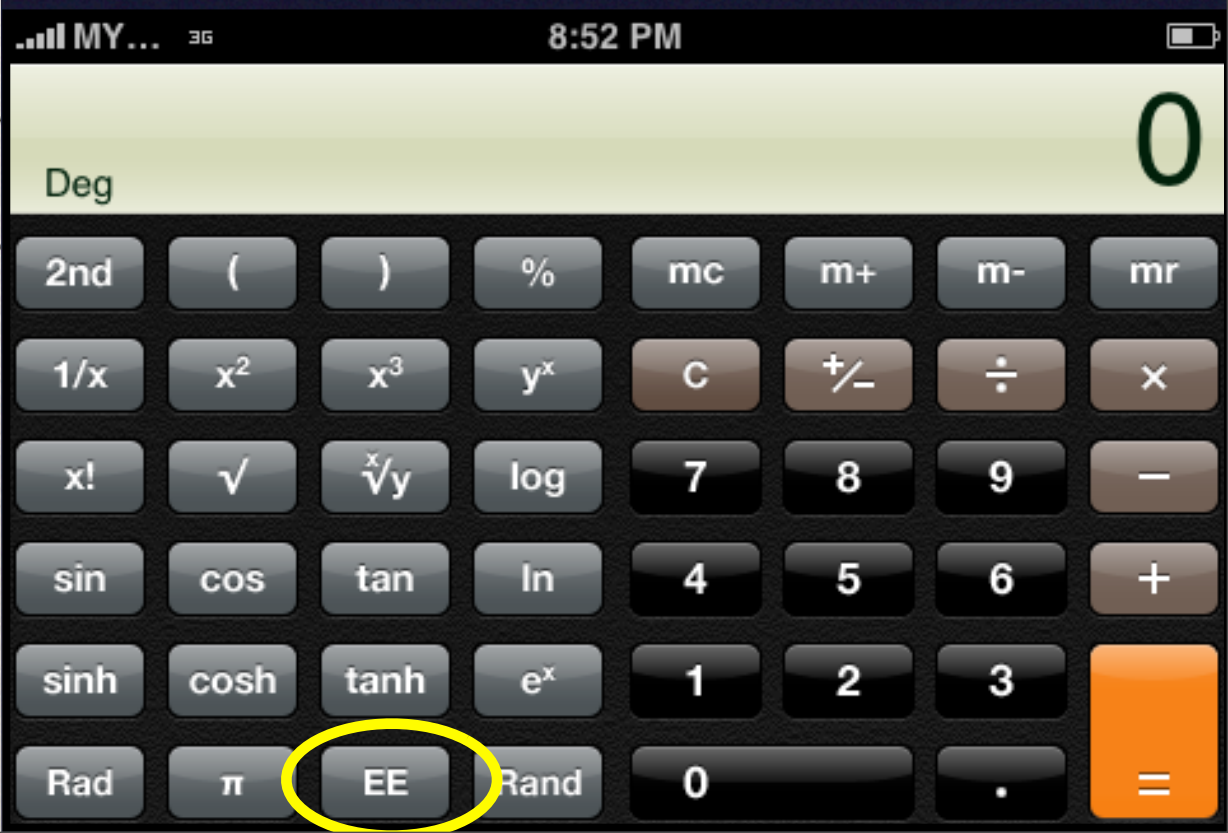 MY... 3G 8:52 PM
0
Deg
2nd ( ) % mc m+ m- mr
1/x x² x³ yˣ C +/− ÷ ×
x! √ ˣ√y log 7 8 9 −
sin cos tan ln 4 5 6 +
sinh cosh tanh eˣ 1 2 3
Rad π EE Rand 0 . =